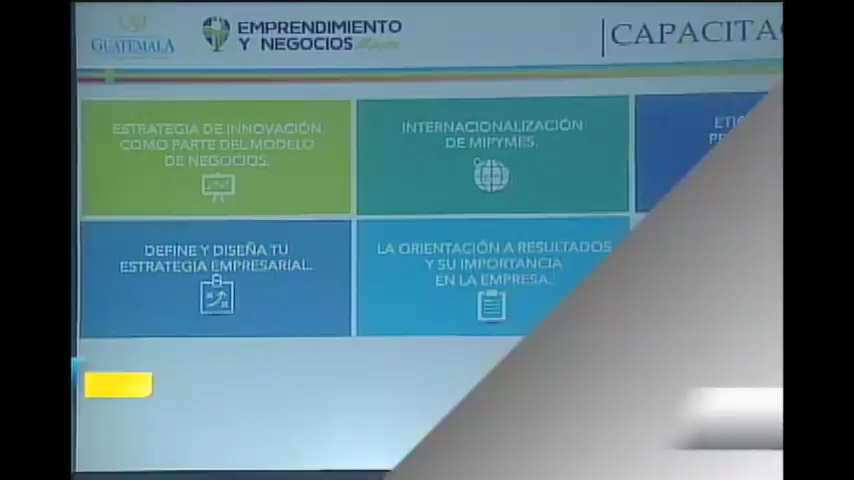 GUATEMALA
EMPRENDIMIENTO
Y NEGOCIOS
ESTRATEGIA DE INNOVACIÓN
COMO PARTE DEL MODELO
DE NEGOCIOS.
INTERNACIONALIZACIÓN
DE MIPYMES.
DEFINE Y DISEÑA TU
ESTRATEGIA EMPRESARIAL.
LA ORIENTACIÓN A RESULTADOS
Y SU IMPORTANCIA
EN LA EMPRESA.